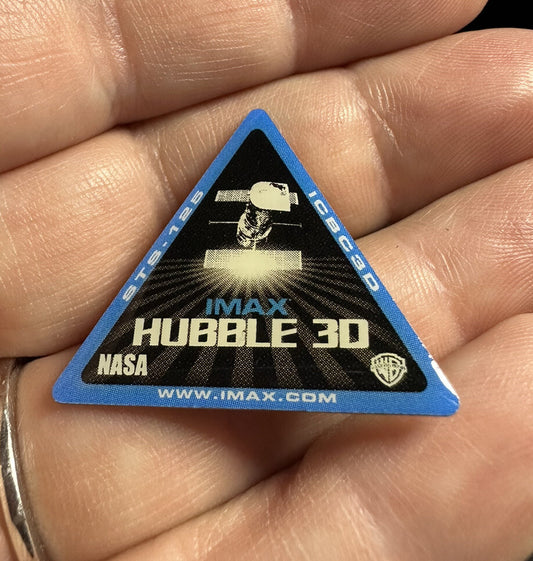 STS-125
ICBC3D
IMAX
HUBBLE 3D
NASA
WWW.IMAX.COM